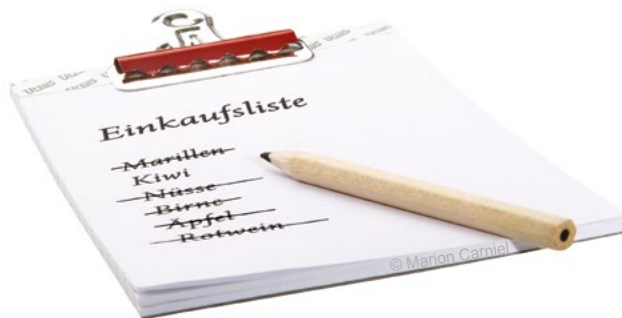 Einkaufsliste
Marillen
Kiwi
Nüsse
Birne
Äpfel
Rotwein
© Marion Carniel